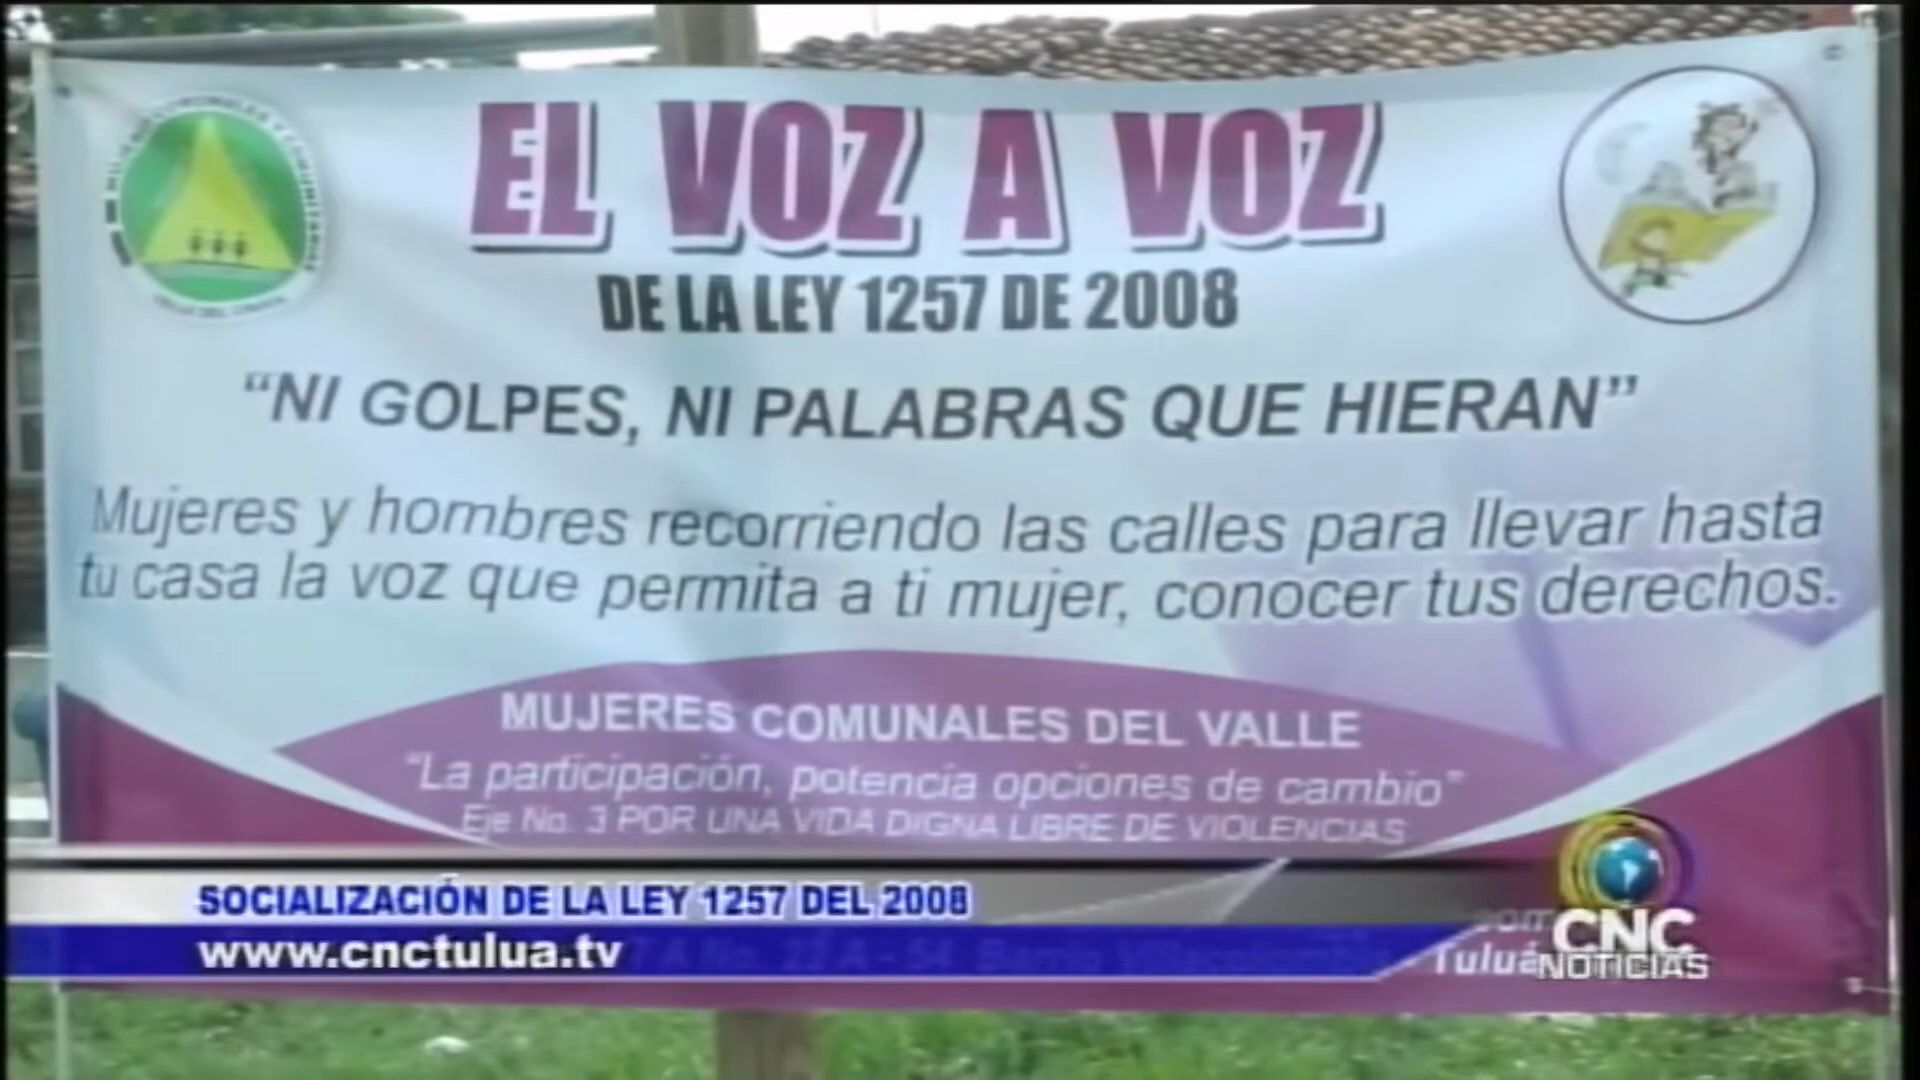 EL VOZ A VOZ
DE LA LEY 1257 DE 2008
“NI GOLPES, NI PALABRAS QUE HIERAN”
Mujeres y hombres recorriendo las calles para llevar hasta
tu casa la voz que permita a ti mujer, conocer tus derechos.
MUJERES COMUNALES DEL VALLE
“La participación, potencia opciones de cambio”
Eje No. 3 POR UNA VIDA DIGNA LIBRE DE VIOLENCIAS
SOCIALIZACIÓN DE LA LEY 1257 DEL 2008
www.cnctulua.tv
Tuluá
CNC
NOTICIAS